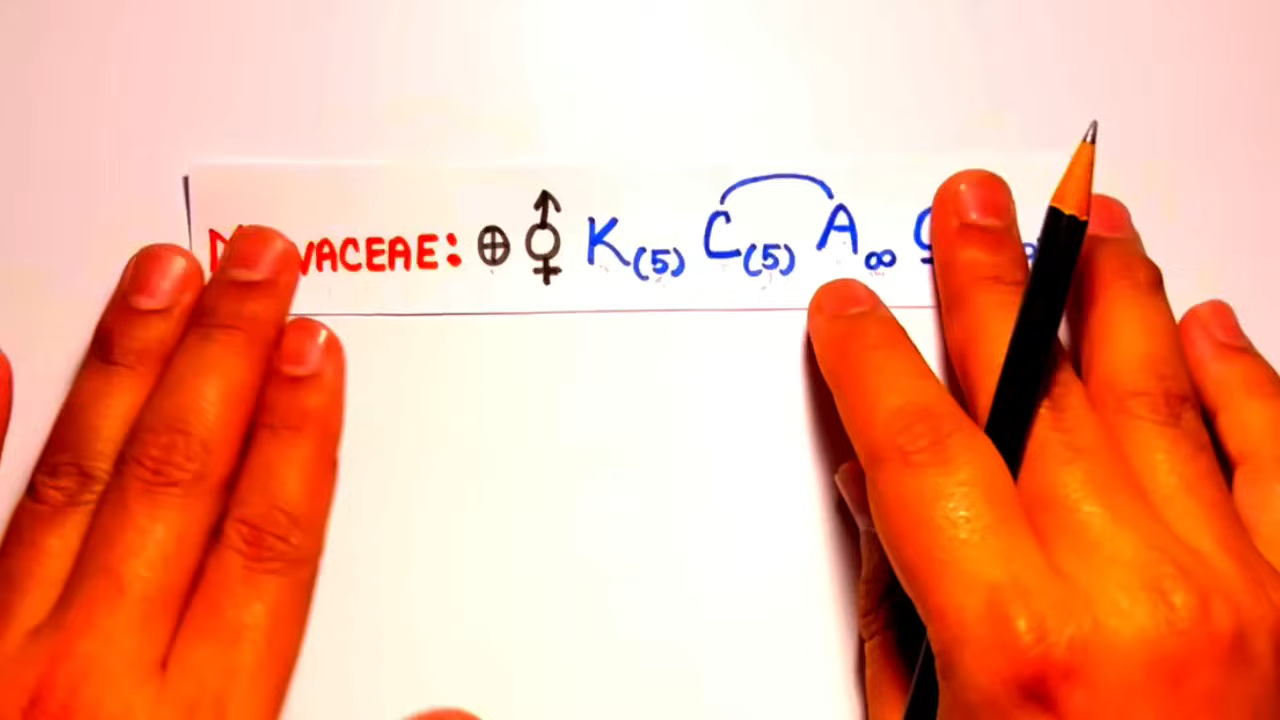 VACEAE: ⊕ ⚥ K(5) C(5) A∞